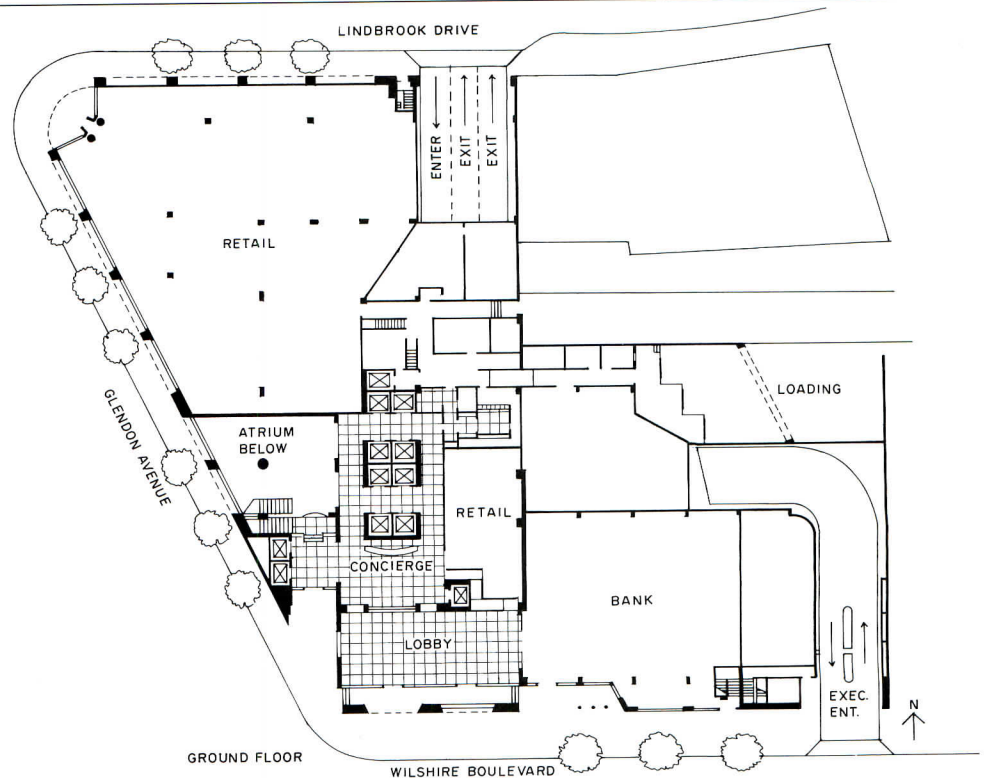 LINDBROOK DRIVE
ENTER
EXIT
EXIT
RETAIL
LOADING
GLENDON AVENUE
ATRIUM
BELOW
RETAIL
CONCIERGE
BANK
LOBBY
EXEC.
ENT.
N
GROUND FLOOR
WILSHIRE BOULEVARD